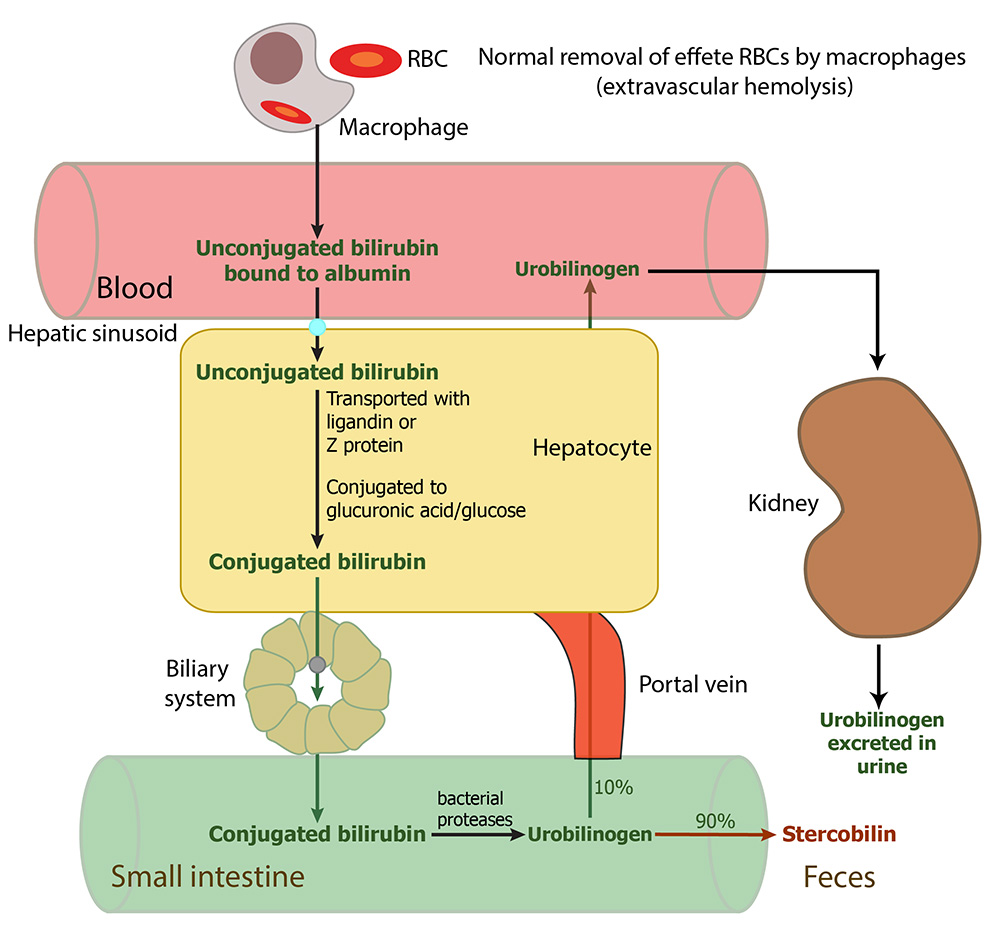 RBC
Normal removal of effete RBCs by macrophages
(extravascular hemolysis)
Macrophage
Unconjugated bilirubin
bound to albumin
Urobilinogen
Blood
Hepatic sinusoid
Unconjugated bilirubin
Transported with
ligandin or
Z protein
Hepatocyte
Conjugated to
glucuronic acid/glucose
Kidney
Conjugated bilirubin
Biliary
system
Portal vein
Urobilinogen
excreted in
urine
10%
bacterial
proteases
Conjugated bilirubin
Urobilinogen
90%
Stercobilin
Small intestine
Feces